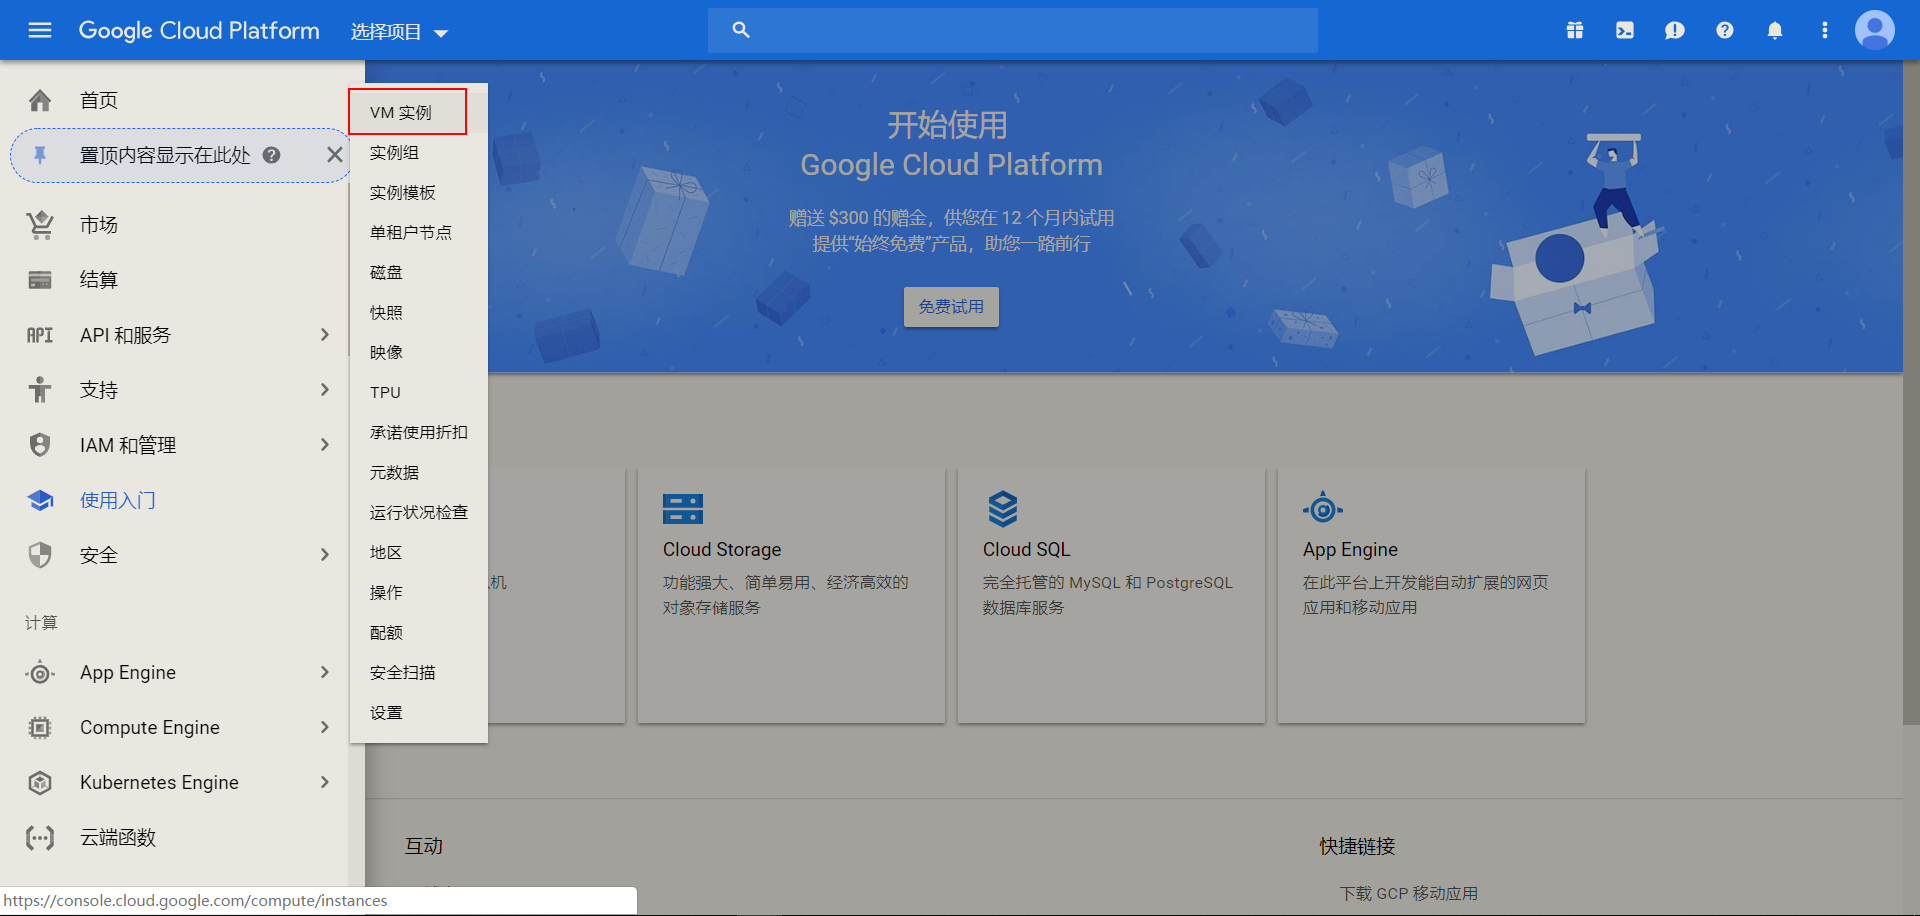 Google Cloud Platform
选择项目
首页
置顶内容显示在此处
市场
结算
API
API 和服务
支持
IAM 和管理
使用入门
安全
计算
App Engine
Compute Engine
Kubernetes Engine
云端函数
VM 实例
实例组
实例模板
单租户节点
磁盘
快照
映像
TPU
承诺使用折扣
元数据
运行状况检查
地区
操作
配额
安全扫描
设置
开始使用
Google Cloud Platform
赠送 $300 的赠金，供您在 12 个月内试用
提供“始终免费”产品，助您一路前行
免费试用
机
Cloud Storage
功能强大、简单易用、经济高效的
对象存储服务
Cloud SQL
完全托管的 MySQL 和 PostgreSQL
数据库服务
App Engine
在此平台上开发能自动扩展的网页
应用和移动应用
互动
快捷链接
下载 GCP 移动应用
https://console.cloud.google.com/compute/instances